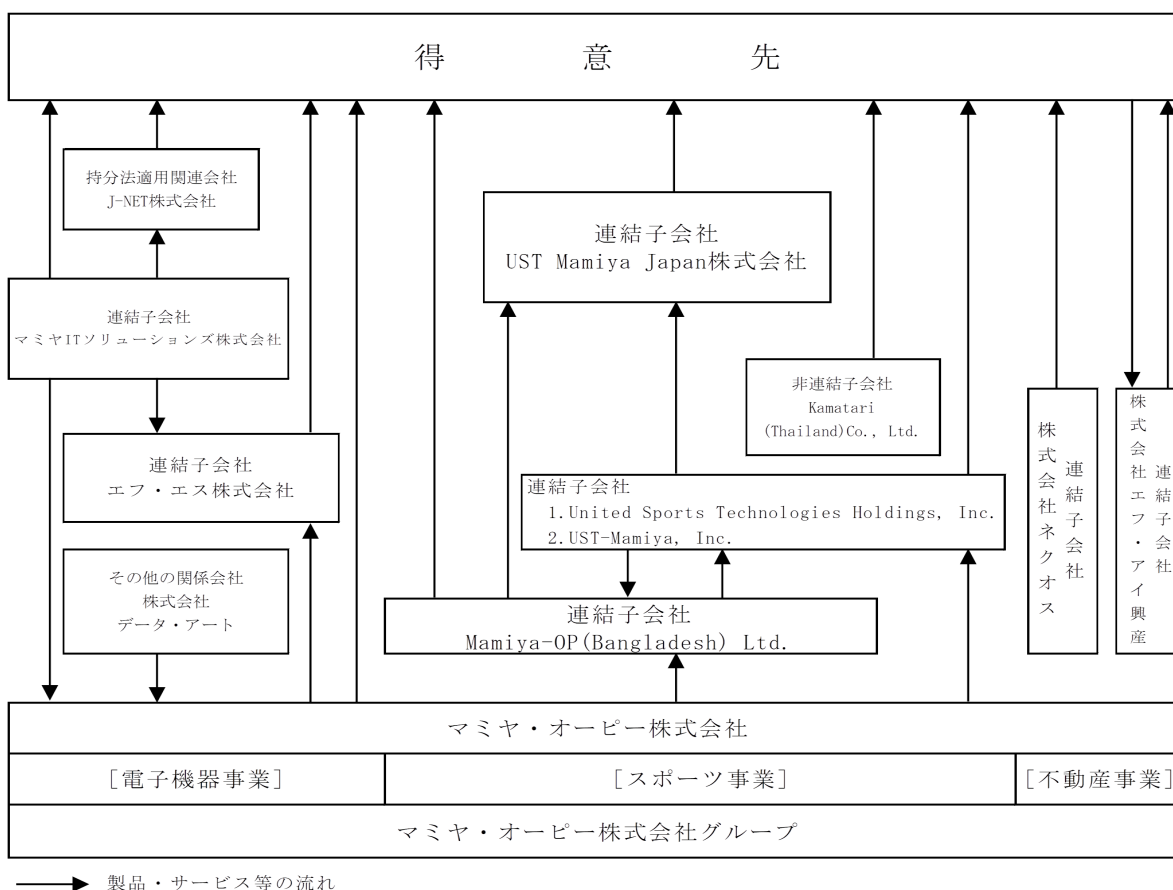 得意先
持分法適用関連会社
J-NET株式会社
連結子会社
マミヤITソリューションズ株式会社
連結子会社
エフ・エス株式会社
その他の関係会社
株式会社
データ・アート
連結子会社
UST Mamiya Japan株式会社
非連結子会社
Kamatari
(Thailand)Co., Ltd.
連結子会社
1.United Sports Technologies Holdings, Inc.
2.UST-Mamiya, Inc.
連結子会社
Mamiya-OP(Bangladesh) Ltd.
連結子会社
株式会社ネクオス
連結子会社
株式会社エフ・アイ興産
マミヤ・オーピー株式会社
[電子機器事業]
[スポーツ事業]
[不動産事業]
マミヤ・オーピー株式会社グループ
製品・サービス等の流れ